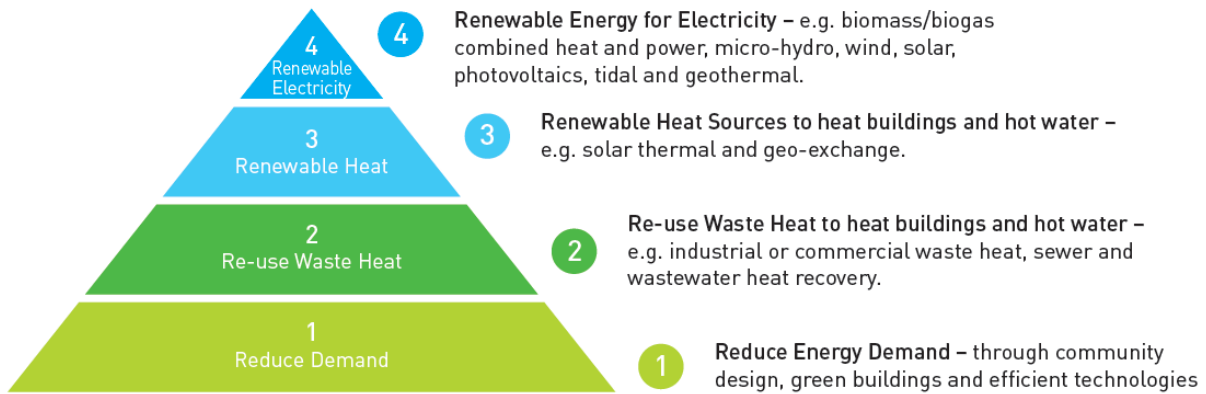 4
Renewable
Electricity
4
Renewable Energy for Electricity – e.g. biomass/biogas
combined heat and power, micro-hydro, wind, solar,
photovoltaics, tidal and geothermal.
3
Renewable Heat
3
Renewable Heat Sources to heat buildings and hot water –
e.g. solar thermal and geo-exchange.
2
Re-use Waste Heat
2
Re-use Waste Heat to heat buildings and hot water –
e.g. industrial or commercial waste heat, sewer and
wastewater heat recovery.
1
Reduce Demand
1
Reduce Energy Demand – through community
design, green buildings and efficient technologies